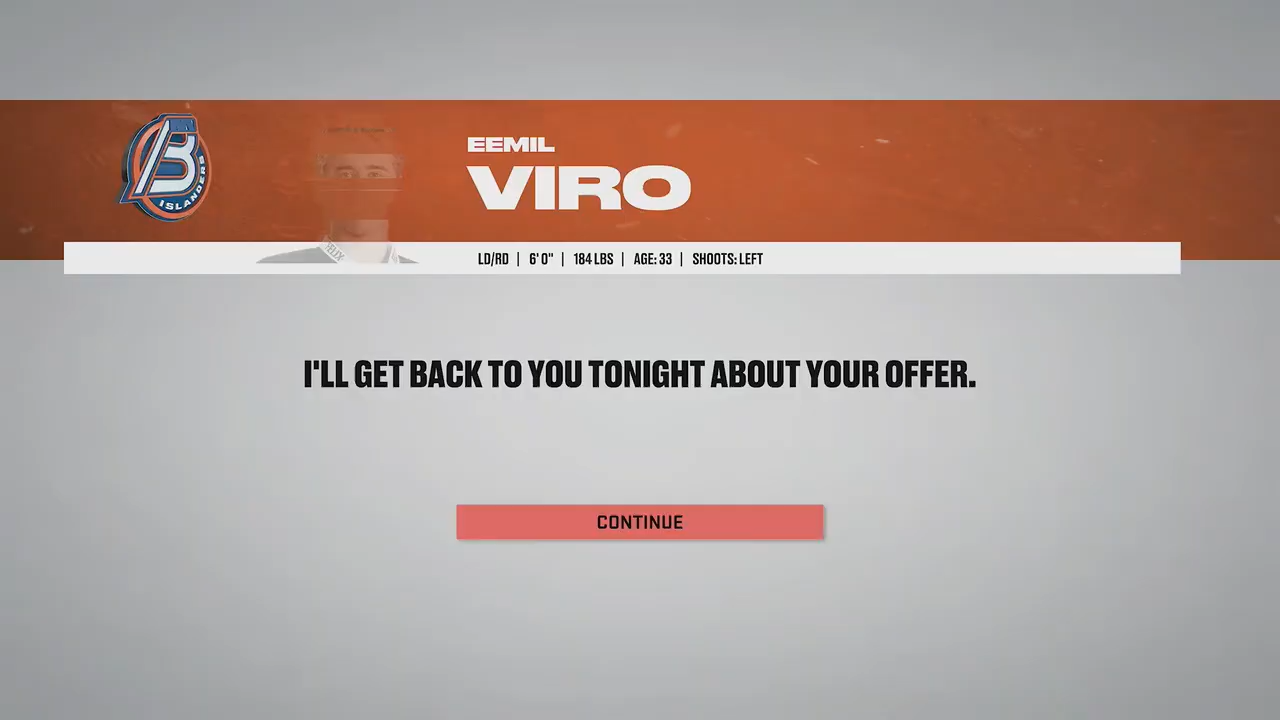 EEMIL
VIRO
B
ISLANDERS
LD/RD | 6' 0" | 184 LBS | AGE: 33 | SHOOTS: LEFT
I'LL GET BACK TO YOU TONIGHT ABOUT YOUR OFFER.
CONTINUE